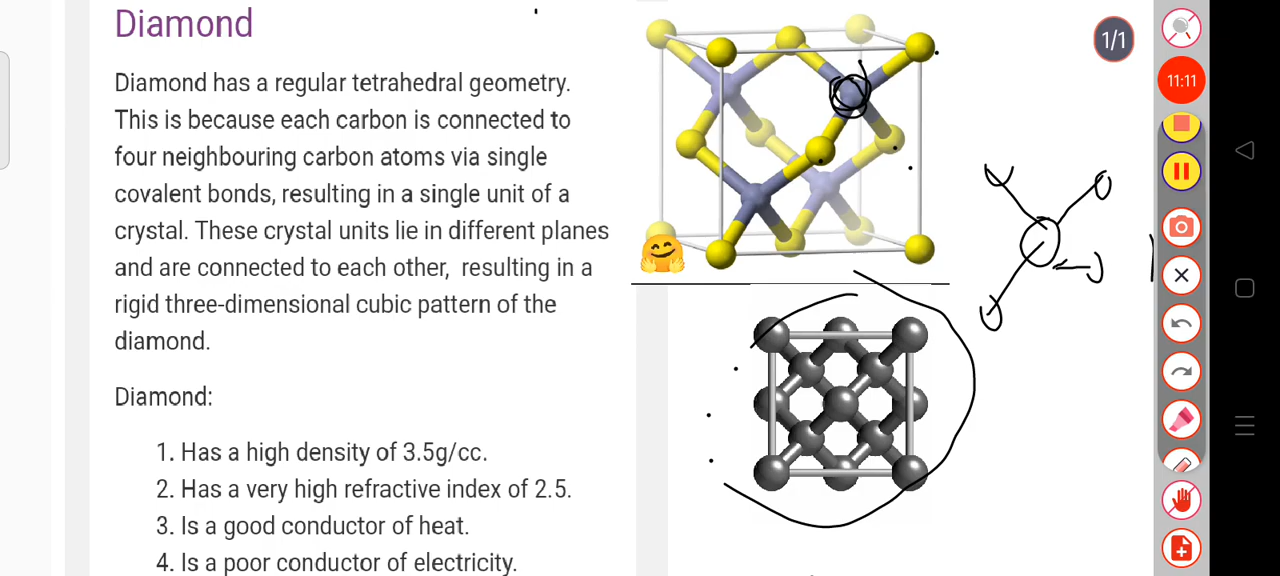 Diamond
Diamond has a regular tetrahedral geometry.
This is because each carbon is connected to
four neighbouring carbon atoms via single
covalent bonds, resulting in a single unit of a
crystal. These crystal units lie in different planes
and are connected to each other,  resulting in a
rigid three-dimensional cubic pattern of the
diamond.
Diamond:
1. Has a high density of 3.5g/cc.
2. Has a very high refractive index of 2.5.
3. Is a good conductor of heat.
4. Is a poor conductor of electricity.
1/1
11:11